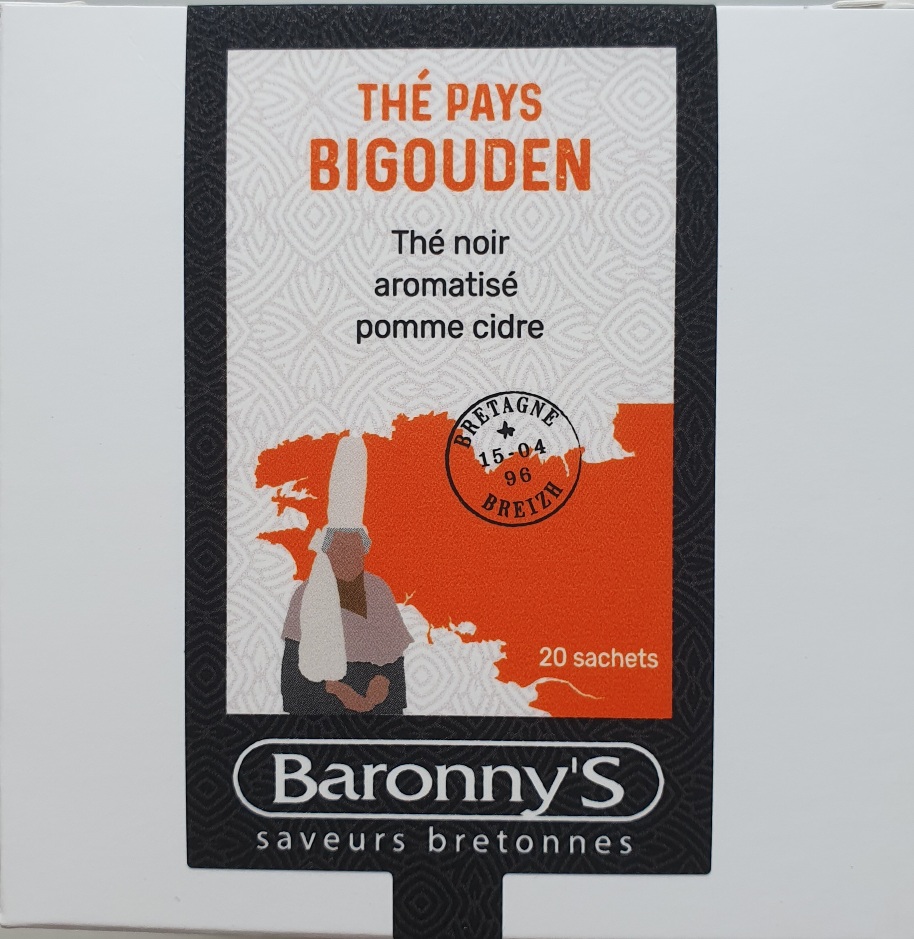 THÉ PAYS
BIGOUDEN
Thé noir
aromatisé
pomme cidre
BRETAGNE
15-04
96
BREIZH
20 sachets
Baronny'S
saveurs bretonnes